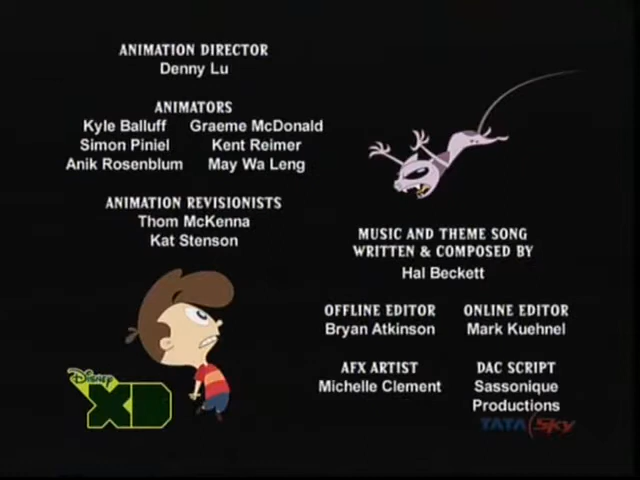 ANIMATION DIRECTOR
Denny Lu
ANIMATORS
Kyle Balluff Graeme McDonald
Simon Piniel Kent Reimer
Anik Rosenblum May Wa Leng
ANIMATION REVISIONISTS
Thom McKenna
Kat Stenson
MUSIC AND THEME SONG
WRITTEN & COMPOSED BY
Hal Beckett
OFFLINE EDITOR ONLINE EDITOR
Bryan Atkinson Mark Kuehnel
AFX ARTIST DAC SCRIPT
Michelle Clement Sassonique
Productions
Disney
XD
TATA Sky